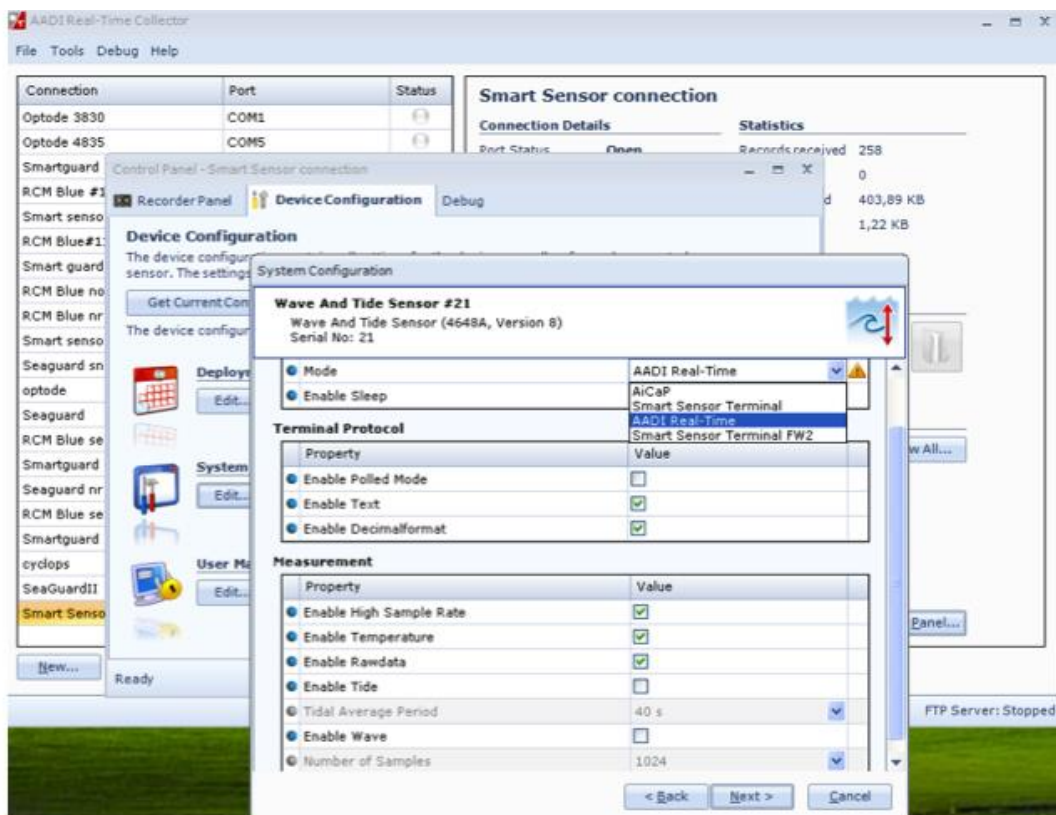 AADI Real-Time Collector
File Tools Debug Help
Connection Port Status
Optode 3830 COM1
Optode 4835 COM5
Smartguard
RCM Blue #1
Smart senso
RCM Blue#1
Smart guard
RCM Blue no
RCM Blue nr
Smart senso
Seaguard sn
optode
Seaguard
RCM Blue se
Smartguard
Seaguard nr
RCM Blue se
Smartguard
cyclops
SeaGuardII
Smart Senso
New...
Smart Sensor connection
Connection Details Statistics
Port Status Open Records received 258
0
d 403,89 KB
1,22 KB
w All...
Panel...
FTP Server: Stopped
Control Panel - Smart Sensor connection
Recorder Panel Device Configuration Debug
Device Configuration
The device configur
sensor. The settings
Get Current Con
The device configur
Deploy
Edit...
System
Edit...
User Ma
Edit...
Ready
System Configuration
Wave And Tide Sensor #21
Wave And Tide Sensor (4648A, Version 8)
Serial No: 21
Mode AADI Real-Time
Enable Sleep
AiCaP
Smart Sensor Terminal
AADI Real-Time
Smart Sensor Terminal FW2
Terminal Protocol
Property Value
Enable Polled Mode
Enable Text
Enable Decimalformat
Measurement
Property Value
Enable High Sample Rate
Enable Temperature
Enable Rawdata
Enable Tide
Tidal Average Period 40 s
Enable Wave
Number of Samples 1024
< Back Next > Cancel